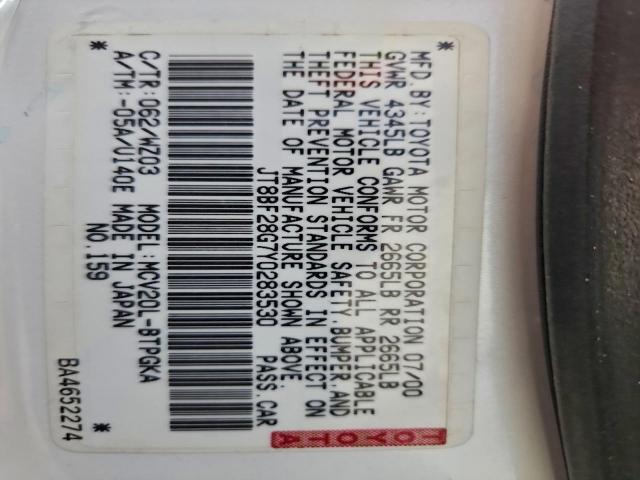 MFD. BY: TOYOTA MOTOR CORPORATION 07/00
GVWR 4345LB GAWR FR 2665LB RR 2665LB
THIS VEHICLE CONFORMS TO ALL APPLICABLE
FEDERAL MOTOR VEHICLE SAFETY, BUMPER AND
THEFT PREVENTION STANDARDS IN EFFECT ON
THE DATE OF MANUFACTURE SHOWN ABOVE.
JT8BF28G7Y0283530 PASS. CAR
* *
C/TR: 062/WZ03 MODEL: MCV20L-BTPGKA
A/TM: -05A/U140E MADE IN JAPAN
NO. 159
BA4652274
TOYOTA